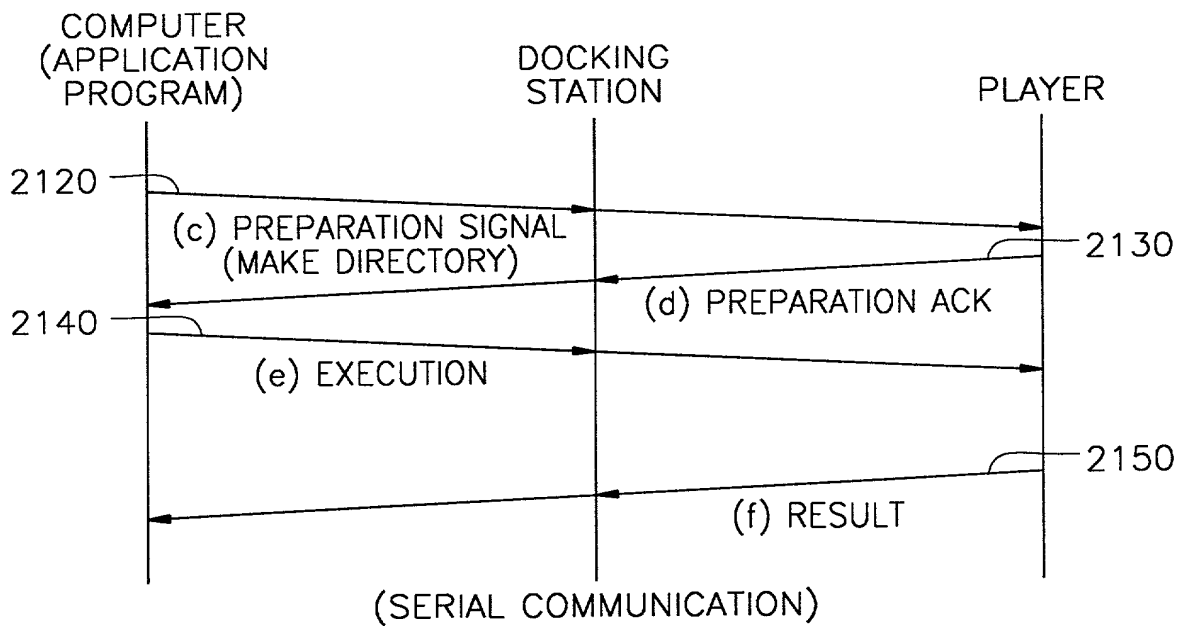 COMPUTER
(APPLICATION
PROGRAM)
DOCKING
STATION
PLAYER
2120
(c) PREPARATION SIGNAL
(MAKE DIRECTORY)
2130
(d) PREPARATION ACK
2140
(e) EXECUTION
2150
(f) RESULT
(SERIAL COMMUNICATION)